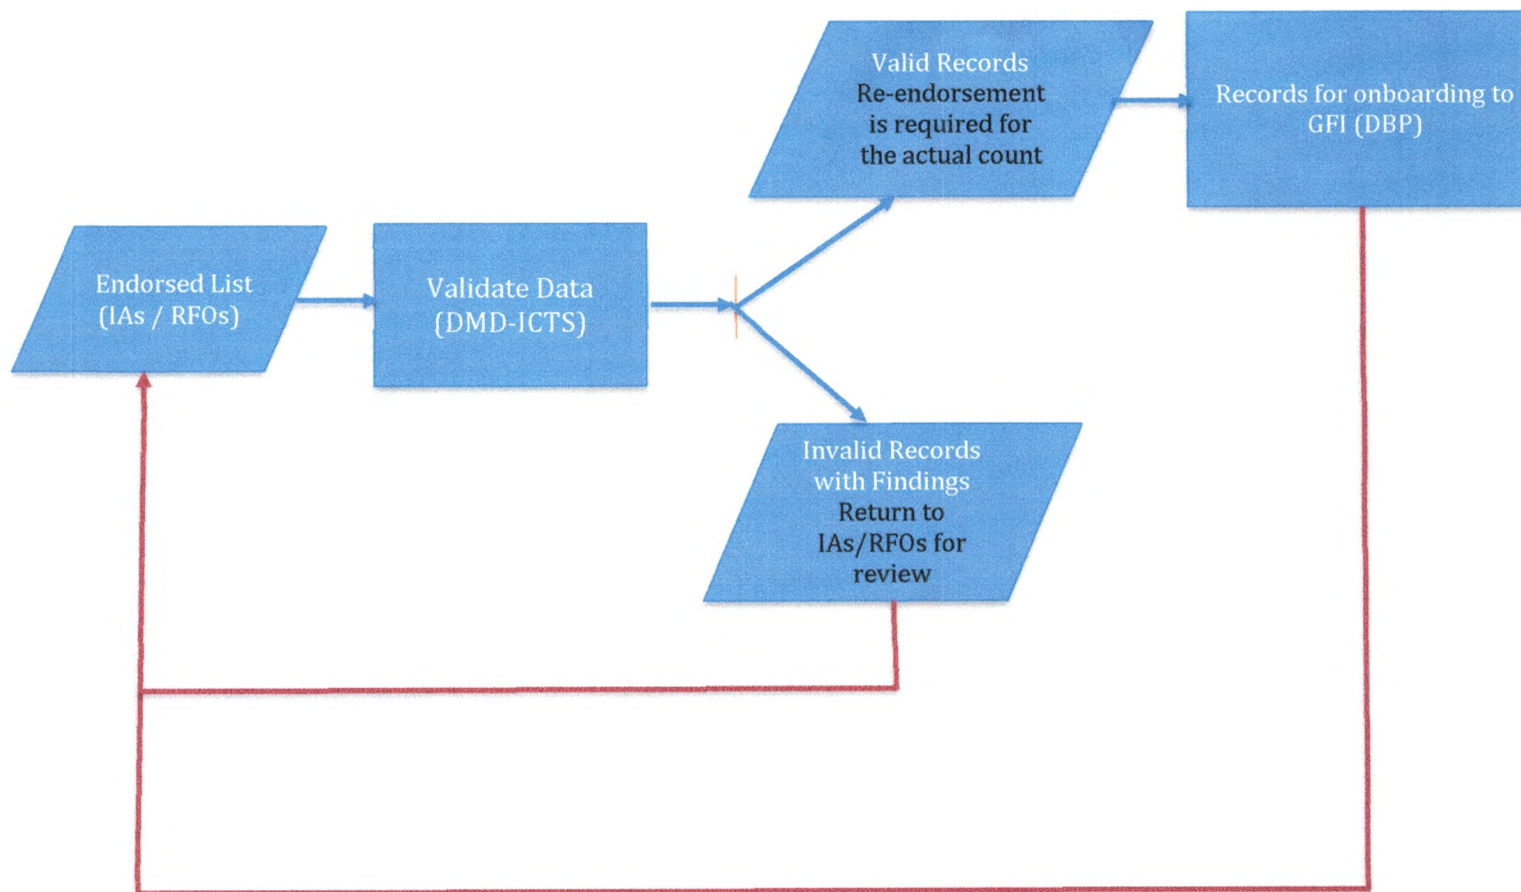 Endorsed List
(IAs / RFOs)
Validate Data
(DMD-ICTS)
Valid Records
Re-endorsement
is required for
the actual count
Records for onboarding to
GFI (DBP)
Invalid Records
with Findings
Return to
IAs/RFOs for
review